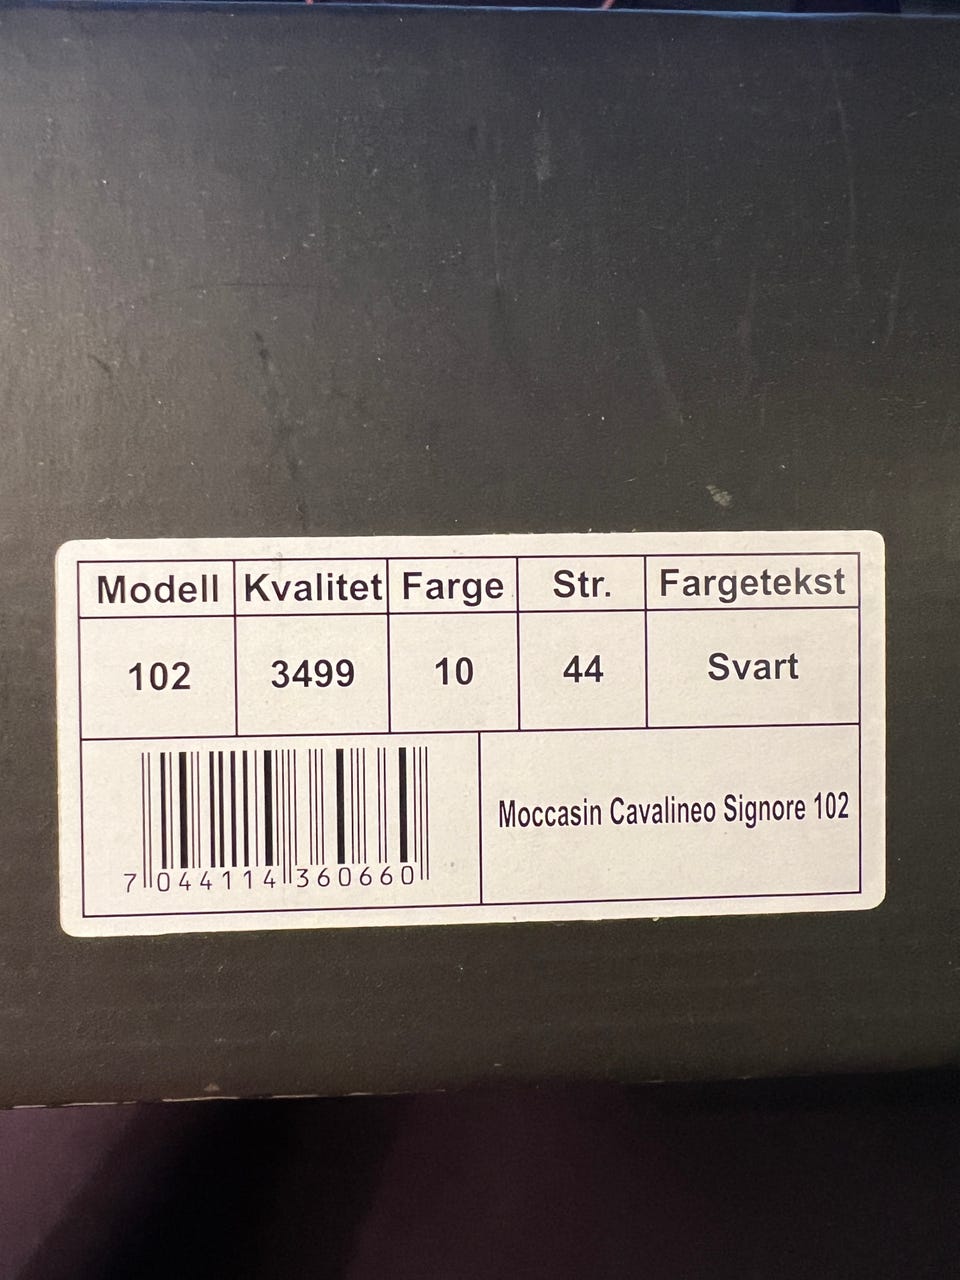 Modell Kvalitet Farge Str. Fargetekst
102 3499 10 44 Svart
Moccasin Cavalineo Signore 102
7 044114 360660